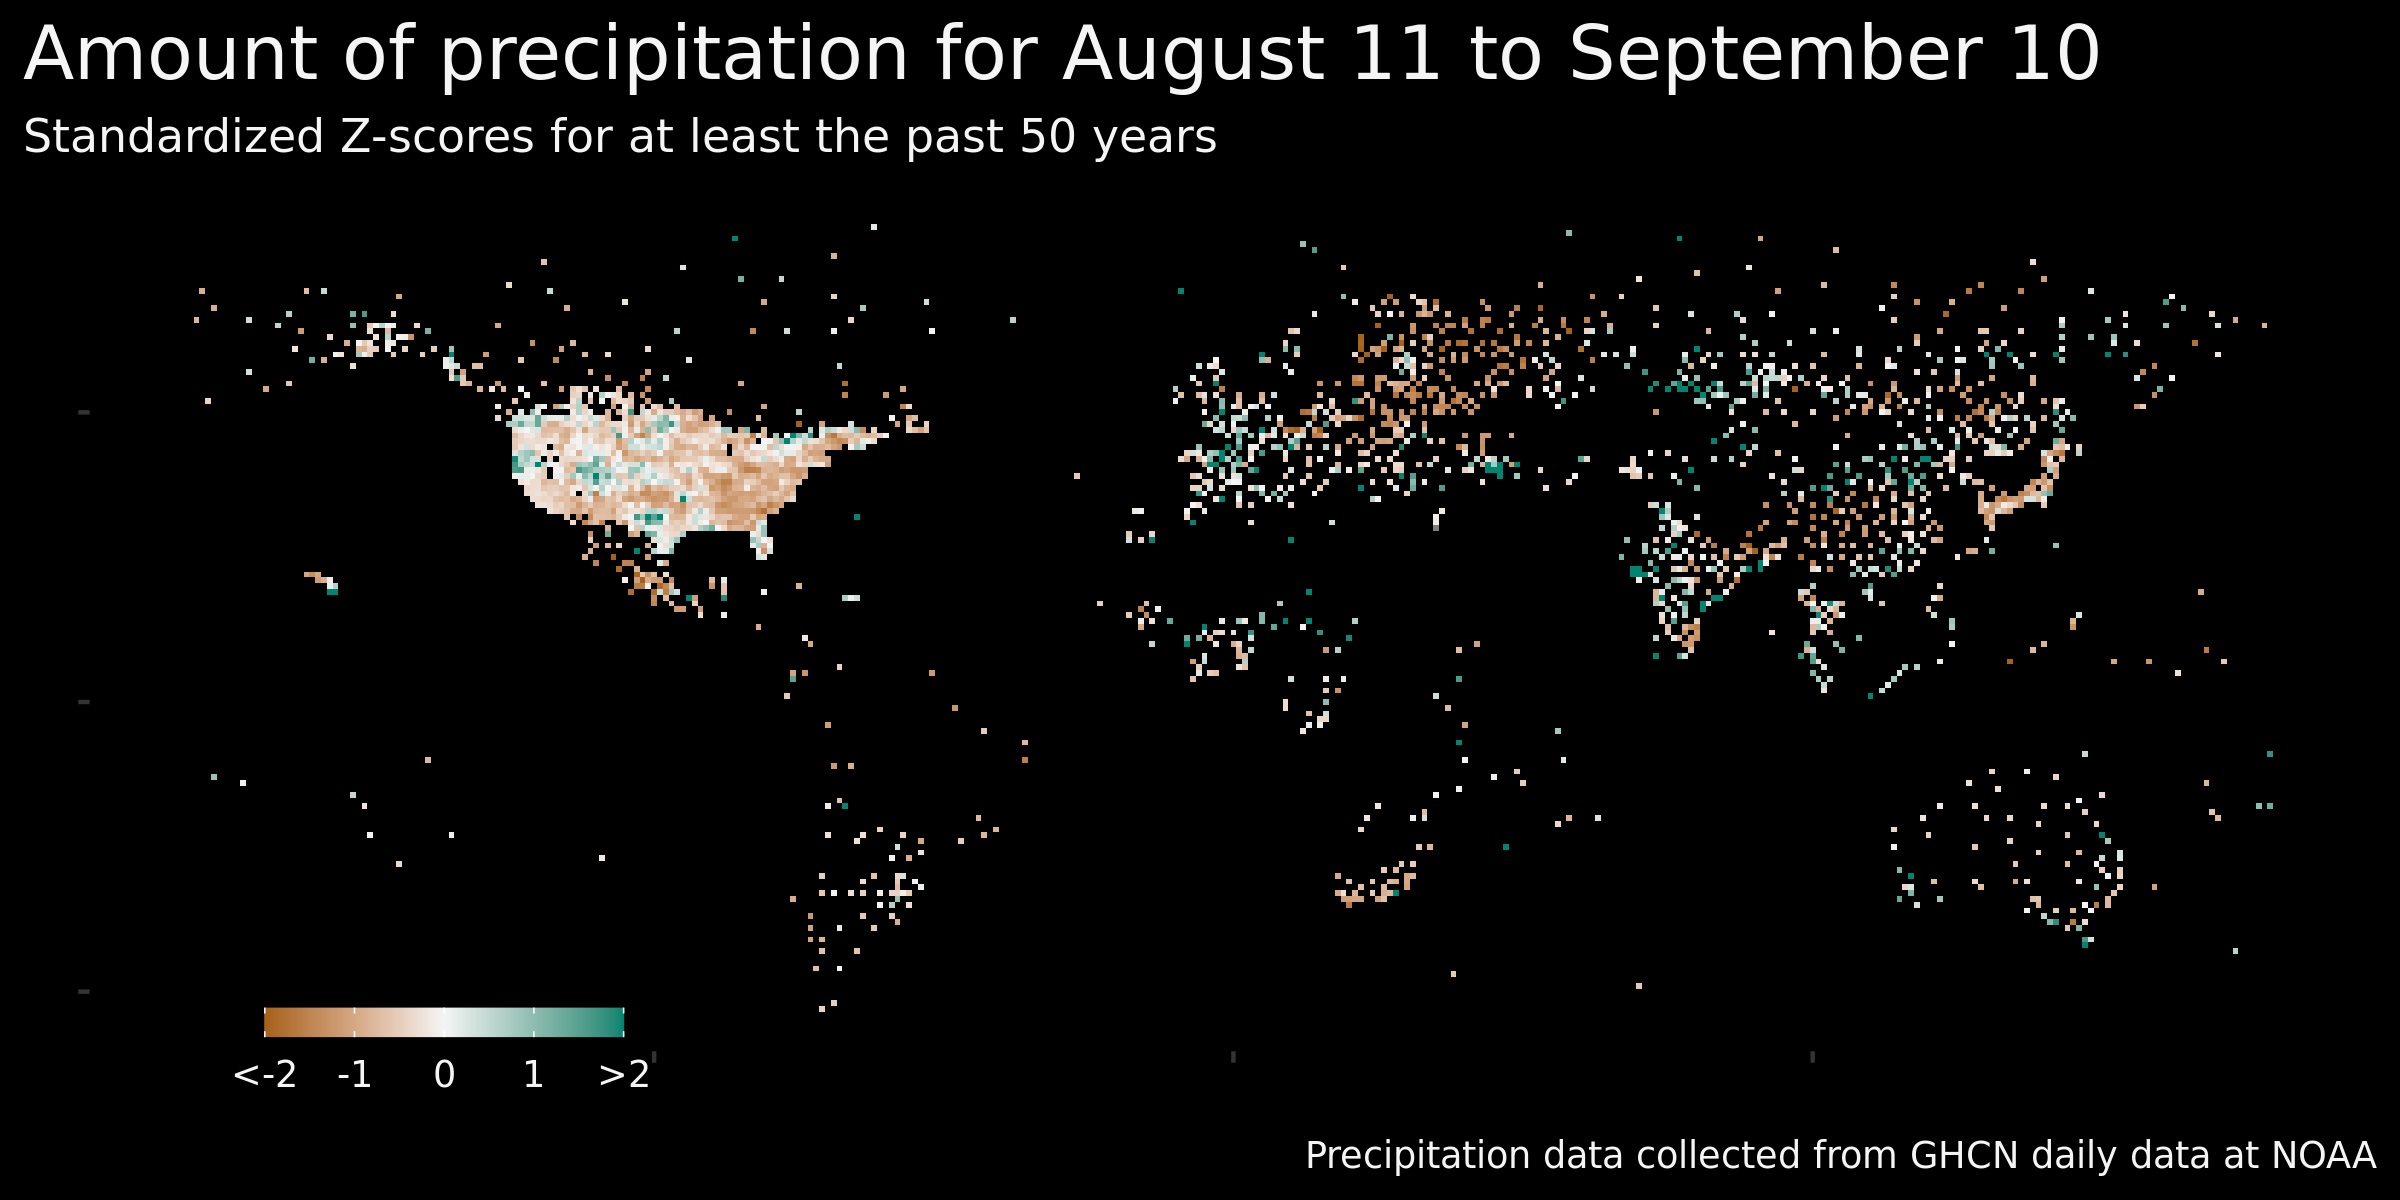 Amount of precipitation for August 11 to September 10
Standardized Z-scores for at least the past 50 years
<-2 -1 0 1 >2
Precipitation data collected from GHCN daily data at NOAA